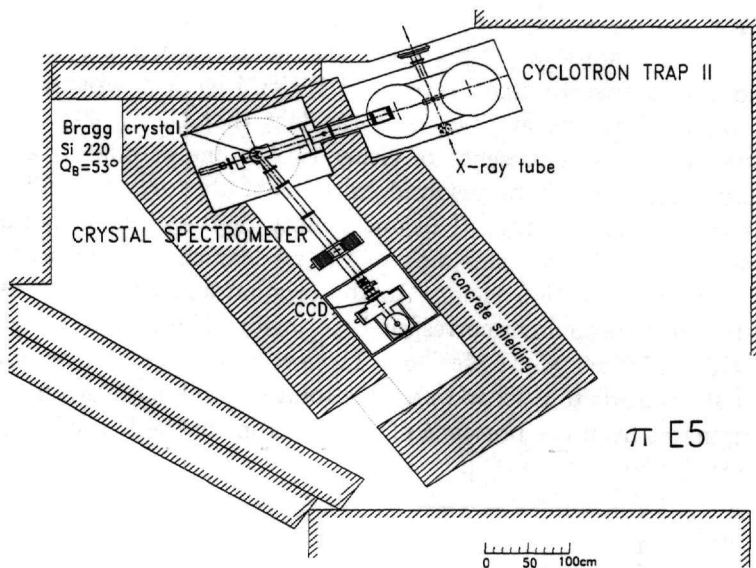 CYCLOTRON TRAP II
Bragg crystal
Si 220
Q_B=53°
X-ray tube
CRYSTAL SPECTROMETER
CCD
concrete shielding
π E5
0 50 100cm